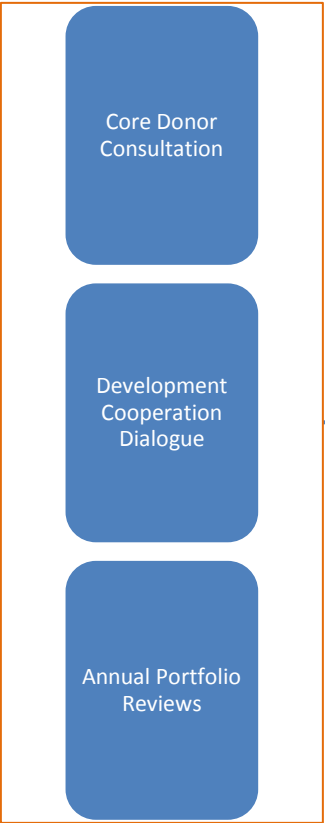 Core Donor
Consultation
Development
Cooperation
Dialogue
Annual Portfolio
Reviews